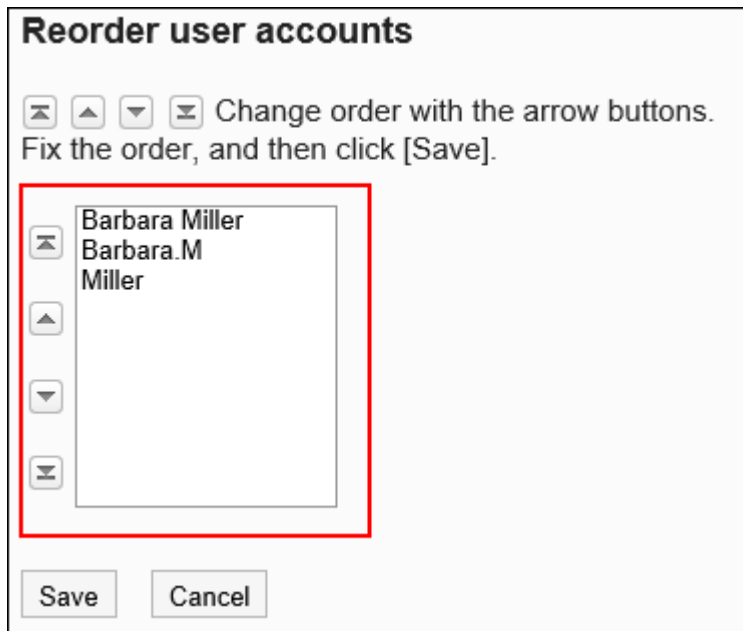 Reorder user accounts
Change order with the arrow buttons.
Fix the order, and then click [Save].
Barbara Miller
Barbara.M
Miller
Save
Cancel